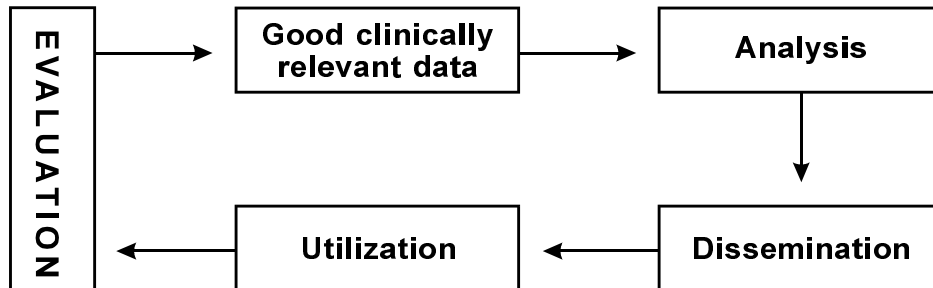 EVALUATION
Good clinically
relevant data
Analysis
Utilization
Dissemination